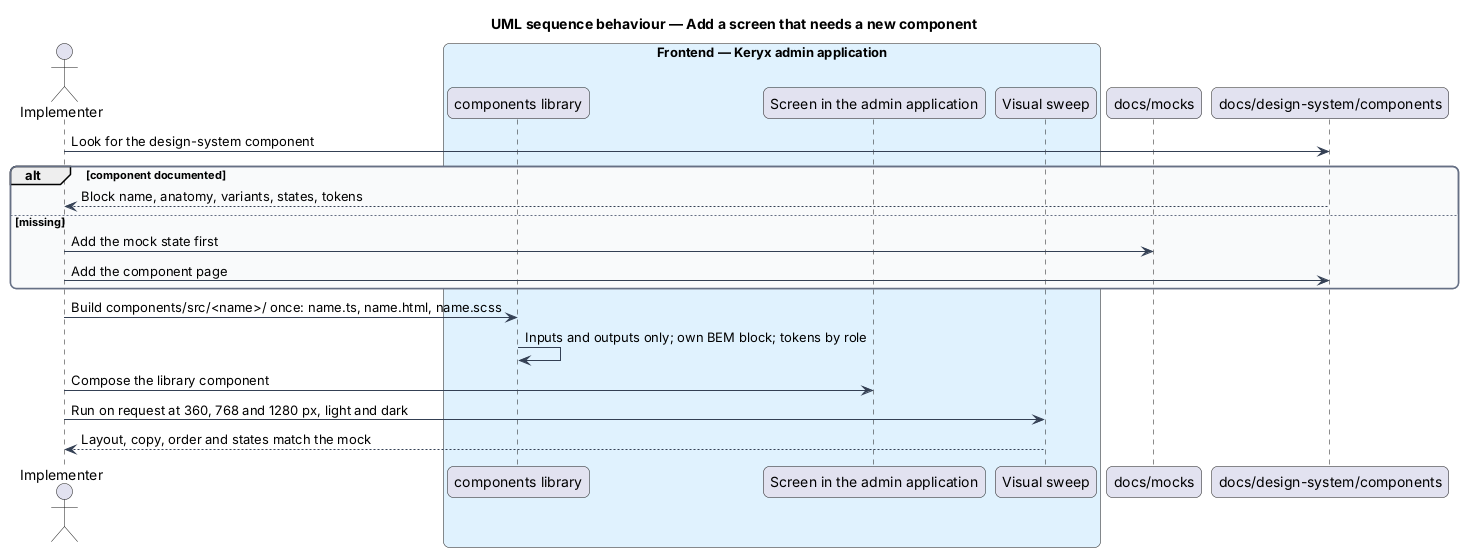 UML sequence behaviour — Add a screen that needs a new component
Frontend — Keryx admin application
Implementer
components library
Screen in the admin application
Visual sweep
docs/mocks
docs/design-system/components
Look for the design-system component
alt
[component documented]
Block name, anatomy, variants, states, tokens
[missing]
Add the mock state first
Add the component page
Build components/src/<name>/ once: name.ts, name.html, name.scss
Inputs and outputs only; own BEM block; tokens by role
Compose the library component
Run on request at 360, 768 and 1280 px, light and dark
Layout, copy, order and states match the mock
Implementer
components library
Screen in the admin application
Visual sweep
docs/mocks
docs/design-system/components